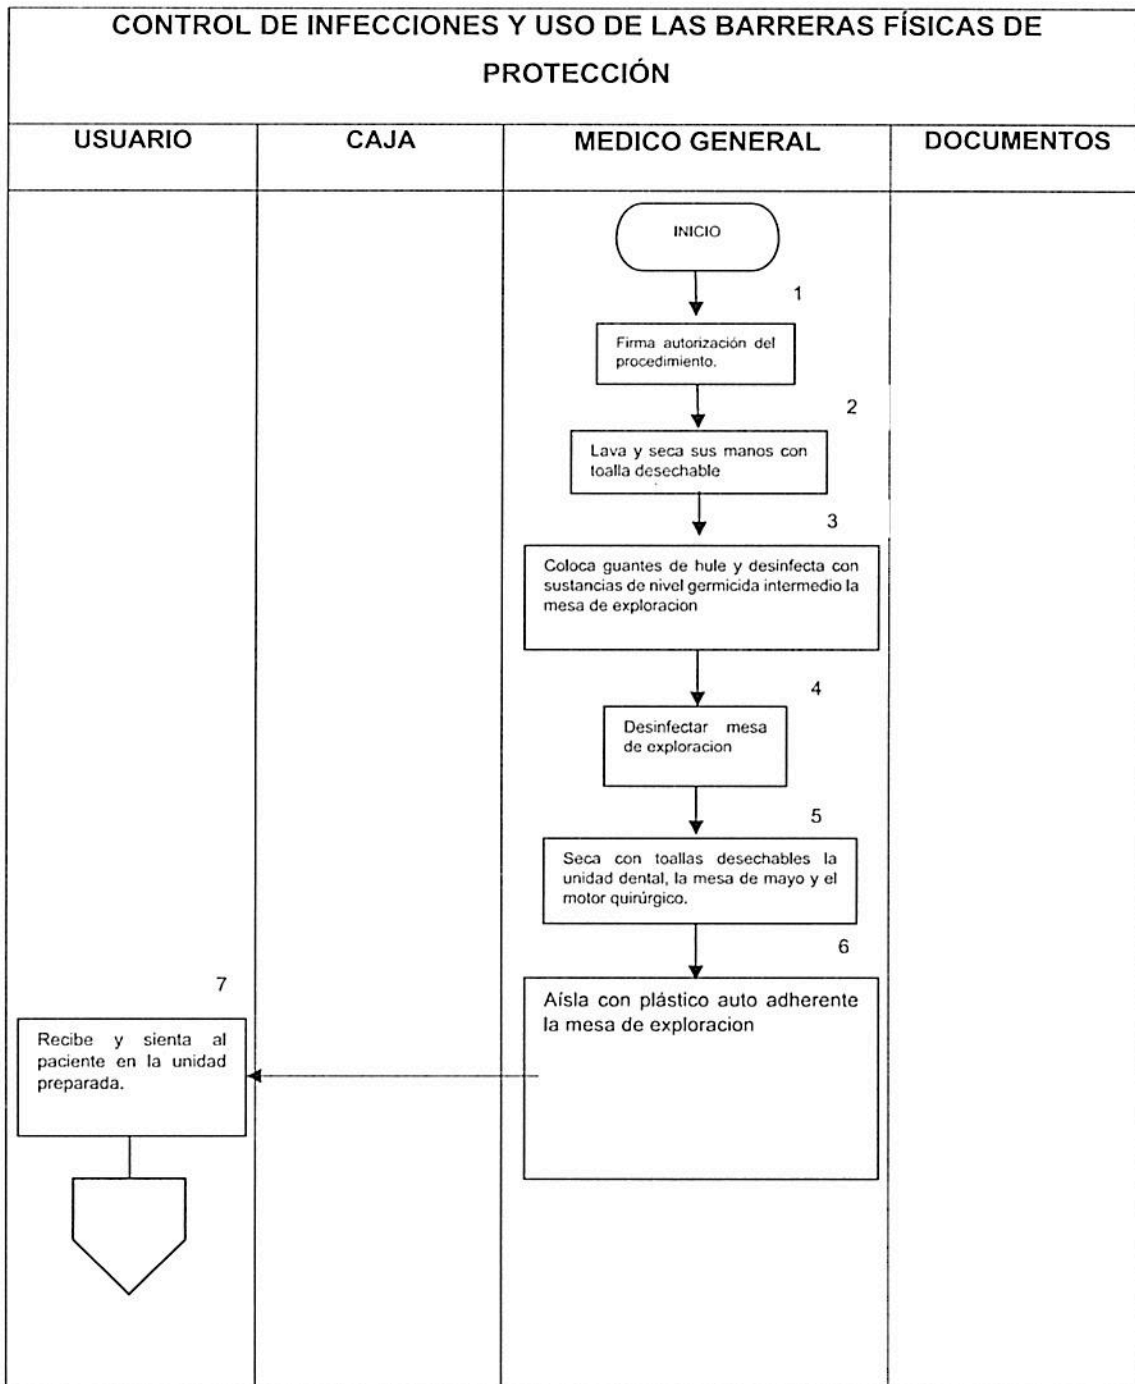 CONTROL DE INFECCIONES Y USO DE LAS BARRERAS FÍSICAS DE
PROTECCIÓN
USUARIO
CAJA
MEDICO GENERAL
DOCUMENTOS
INICIO
1
Firma autorización del
procedimiento.
2
Lava y seca sus manos con
toalla desechable
3
Coloca guantes de hule y desinfecta con
sustancias de nivel germicida intermedio la
mesa de exploracion
4
Desinfectar mesa
de exploracion
5
Seca con toallas desechables la
unidad dental, la mesa de mayo y el
motor quirúrgico.
6
Aísla con plástico auto adherente
la mesa de exploracion
7
Recibe y sienta al
paciente en la unidad
preparada.